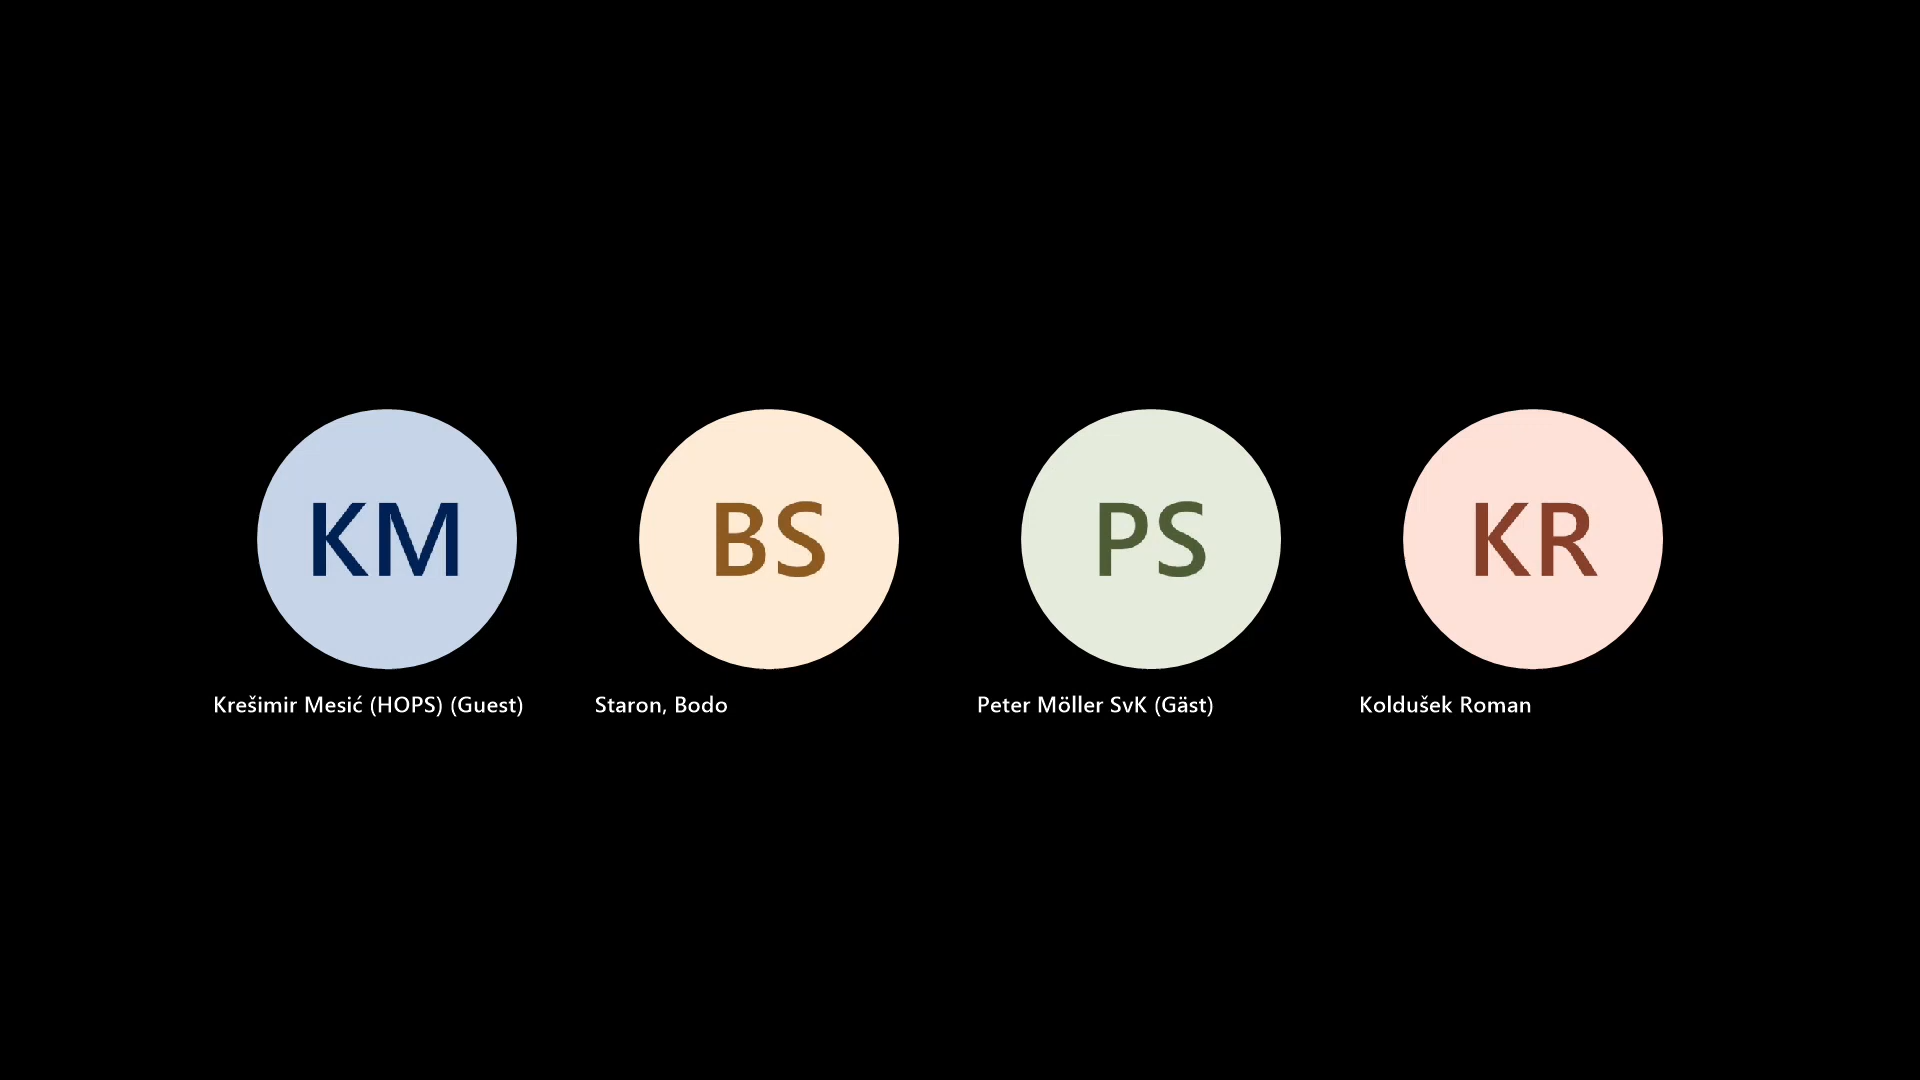 KM
BS
PS
KR
Krešimir Mesić (HOPS) (Guest)
Staron, Bodo
Peter Möller SvK (Gäst)
Koldušek Roman